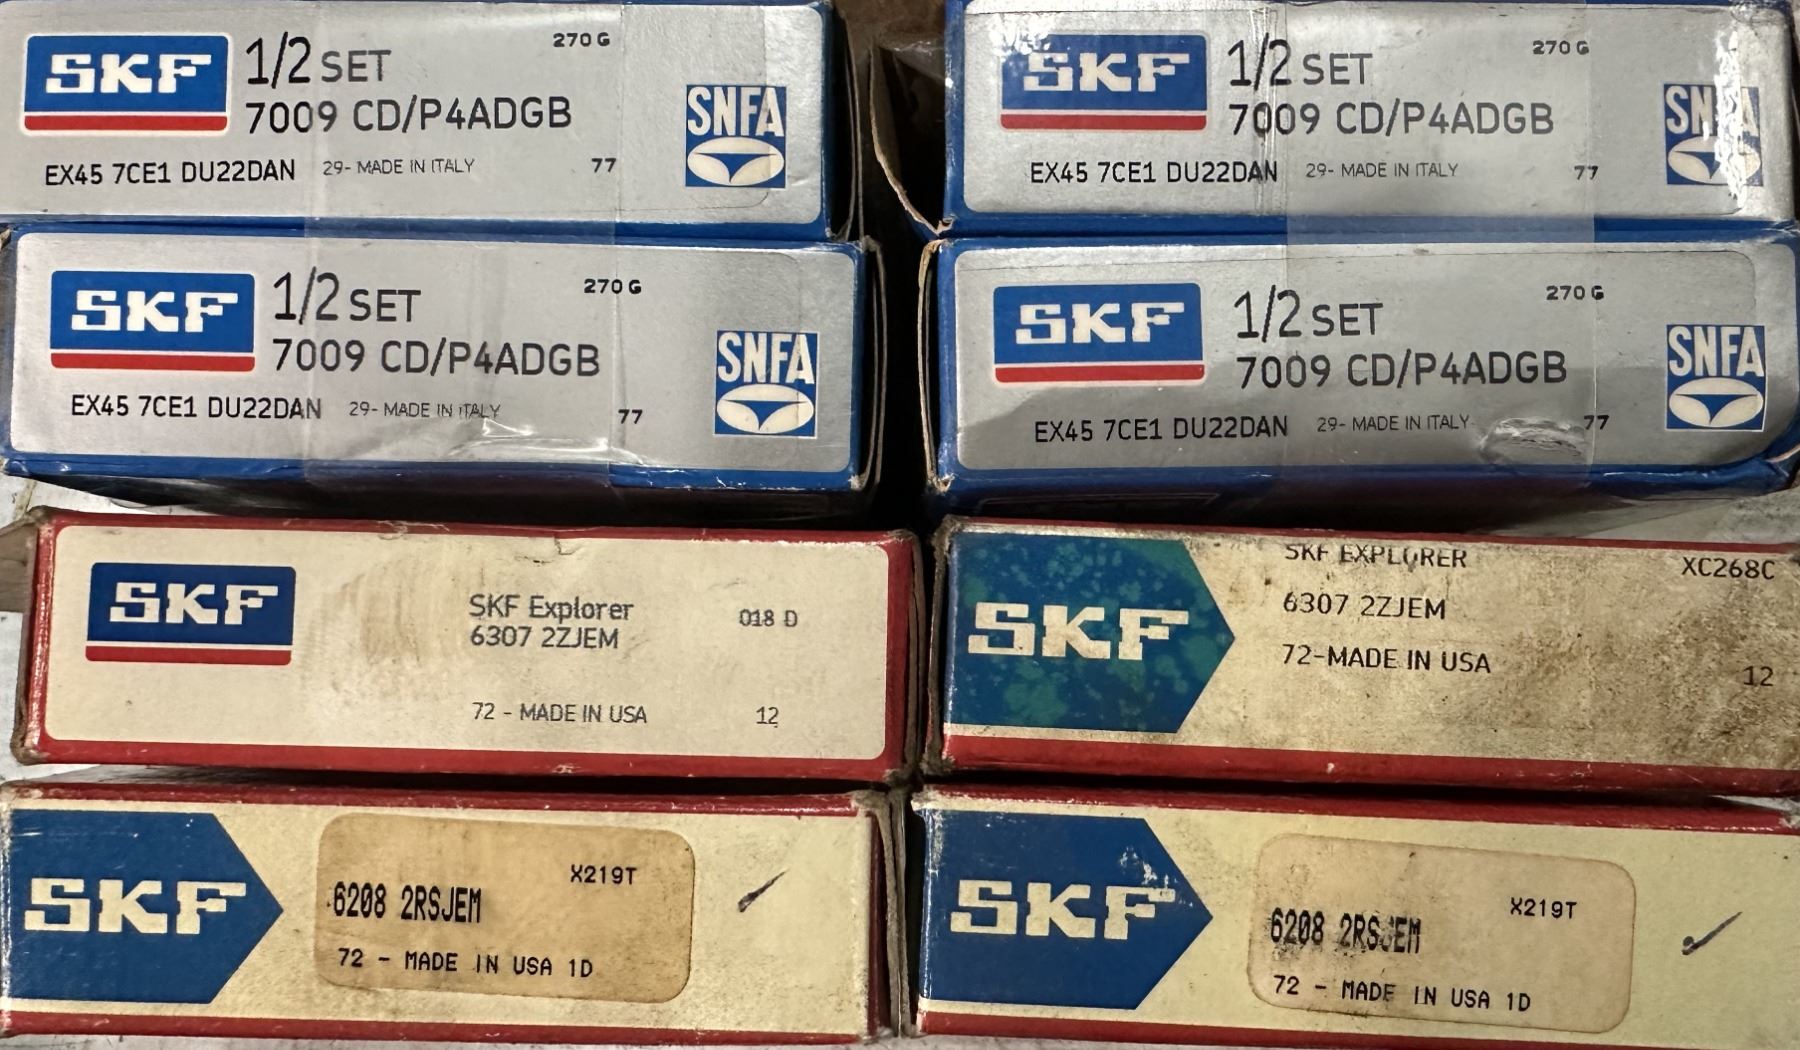 SKF
1/2 SET
270 G
7009 CD/P4ADGB
SNFA
EX45 7CE1 DU22DAN 29- MADE IN ITALY 77
SKF
1/2 SET
270 G
7009 CD/P4ADGB
SNFA
EX45 7CE1 DU22DAN 29- MADE IN ITALY 77
SKF
1/2 SET
270 G
7009 CD/P4ADGB
SNFA
EX45 7CE1 DU22DAN 29- MADE IN ITALY 77
SKF
1/2 SET
270 G
7009 CD/P4ADGB
SNFA
EX45 7CE1 DU22DAN 29- MADE IN ITALY 77
SKF
SKF Explorer
018 D
6307 2ZJEM
72 - MADE IN USA 12
SKF
SKF EXPLORER
XC268C
6307 2ZJEM
72-MADE IN USA
12
SKF
X219T
6208 2RSJEM
72 - MADE IN USA 1D
SKF
X219T
6208 2RSJEM
72 - MADE IN USA 1D